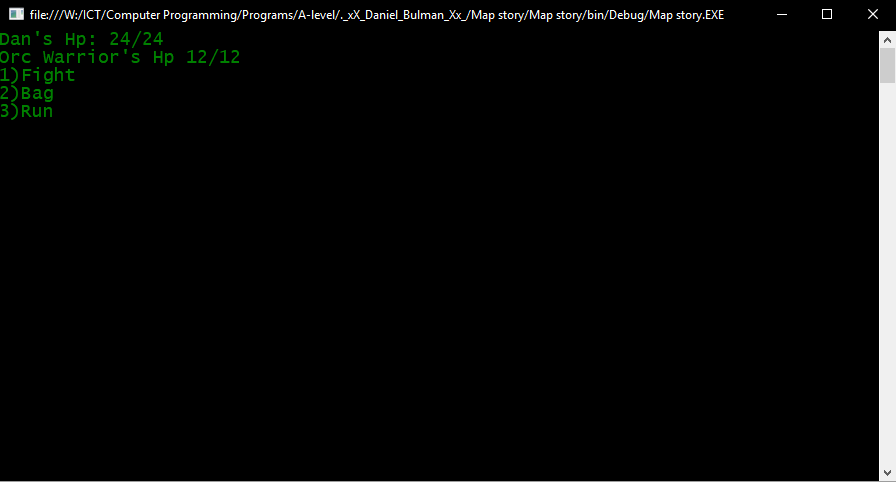 file:///W:/ICT/Computer Programming/Programs/A-level/._xX_Daniel_Bulman_Xx_/Map story/Map story/bin/Debug/Map story.EXE
Dan's Hp: 24/24
Orc Warrior's Hp 12/12
1)Fight
2)Bag
3)Run